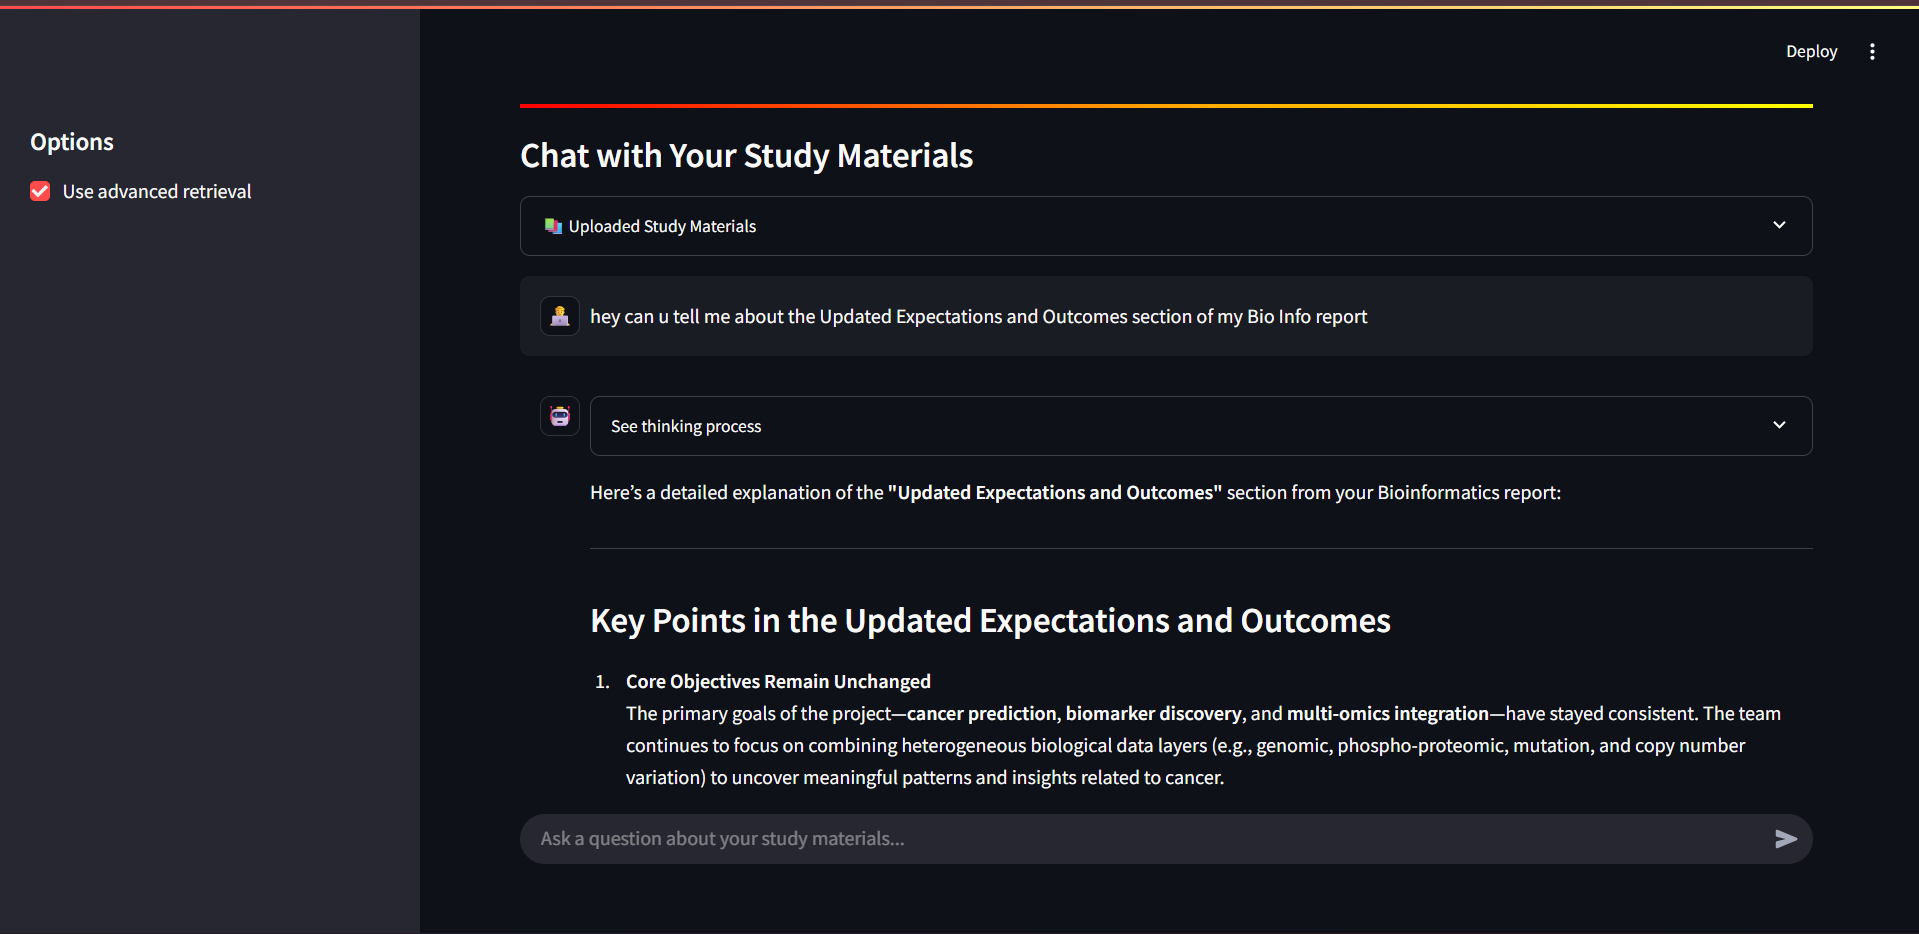 Deploy
Options
Use advanced retrieval
Chat with Your Study Materials
Uploaded Study Materials
hey can u tell me about the Updated Expectations and Outcomes section of my Bio Info report
See thinking process
Here’s a detailed explanation of the "Updated Expectations and Outcomes" section from your Bioinformatics report:
Key Points in the Updated Expectations and Outcomes
1. Core Objectives Remain Unchanged
The primary goals of the project—cancer prediction, biomarker discovery, and multi-omics integration—have stayed consistent. The team
continues to focus on combining heterogeneous biological data layers (e.g., genomic, phospho-proteomic, mutation, and copy number
variation) to uncover meaningful patterns and insights related to cancer.
Ask a question about your study materials...